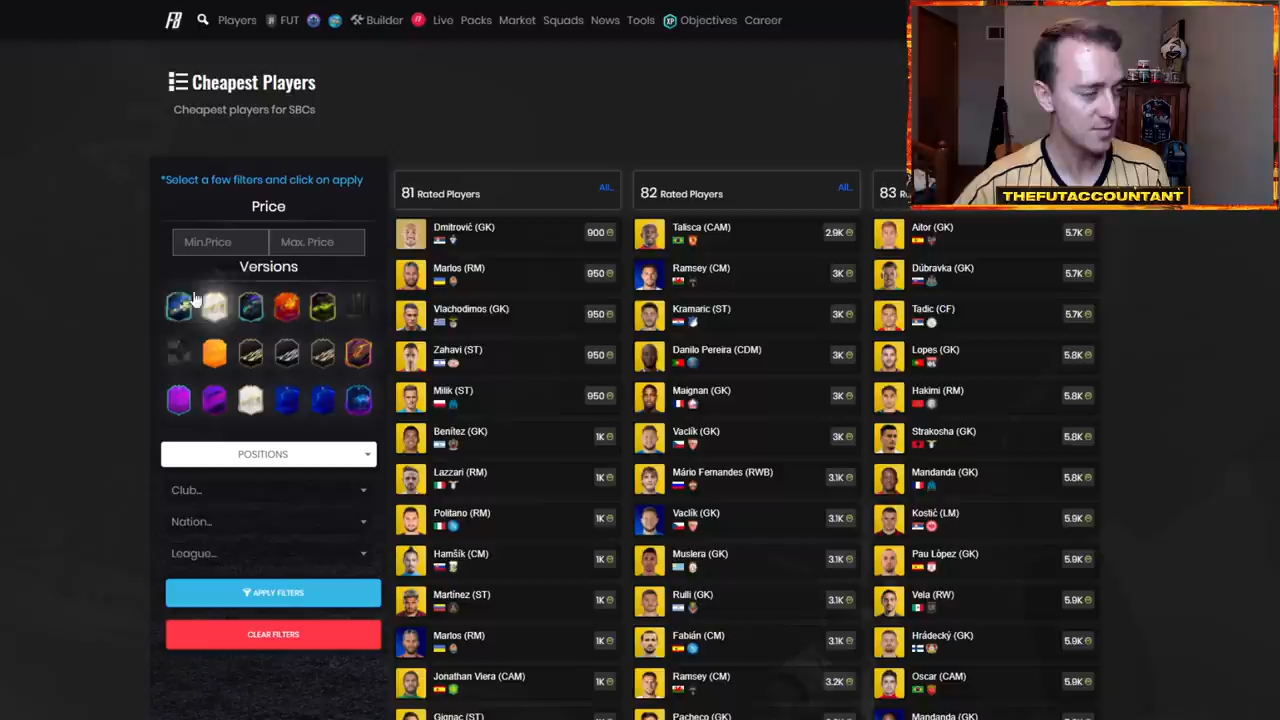 Players FUT Builder Live Packs Market Squads News Tools XP Objectives Career
Cheapest Players
Cheapest players for SBCs
THEFUTACCOUNTANT
*Select a few filters and click on apply
Price
Min.Price Max. Price
Versions
POSITIONS
Club...
Nation...
League...
APPLY FILTERS
CLEAR FILTERS
81 Rated Players All..
Dmitrović (GK) 900
Marlos (RM) 950
Vlachodimos (GK) 950
Zahavi (ST) 950
Milik (ST) 950
Benítez (GK) 1K
Lazzari (RM) 1K
Politano (RM) 1K
Hamšík (CM) 1K
Martínez (ST) 1K
Marlos (RM) 1K
Jonathan Viera (CAM) 1K
Gignac (ST)
82 Rated Players All..
Talisca (CAM) 2.9K
Ramsey (CM) 3K
Kramaric (ST) 3K
Danilo Pereira (CDM) 3K
Maignan (GK) 3K
Vaclík (GK) 3K
Mário Fernandes (RWB) 3.1K
Vaclík (GK) 3.1K
Muslera (GK) 3.1K
Rulli (GK) 3.1K
Fabián (CM) 3.1K
Ramsey (CM) 3.2K
Pacheco (GK)
83
Aitor (GK) 5.7K
Dúbravka (GK) 5.7K
Tadic (CF) 5.7K
Lopes (GK) 5.8K
Hakimi (RM) 5.8K
Strakosha (GK) 5.8K
Mandanda (GK) 5.8K
Kostić (LM) 5.9K
Pau López (GK) 5.9K
Vela (RW) 5.9K
Hrádecký (GK) 5.9K
Oscar (CAM) 5.9K
Mandanda (GK)